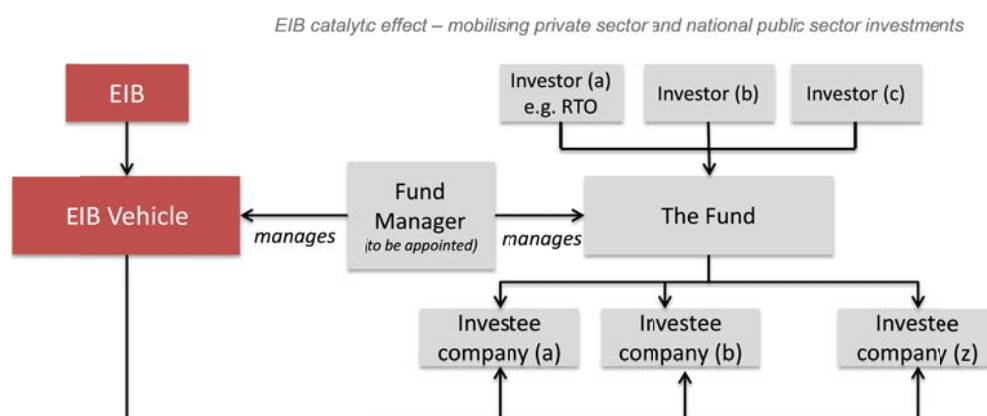 EIB catalytic effect – mobilising private sector and national public sector investments
EIB
Investor (a)
e.g. RTO
Investor (b)
Investor (c)
EIB Vehicle
manages
Fund
Manager
(to be appointed)
manages
The Fund
Investee
company (a)
Investee
company (b)
Investee
company (z)